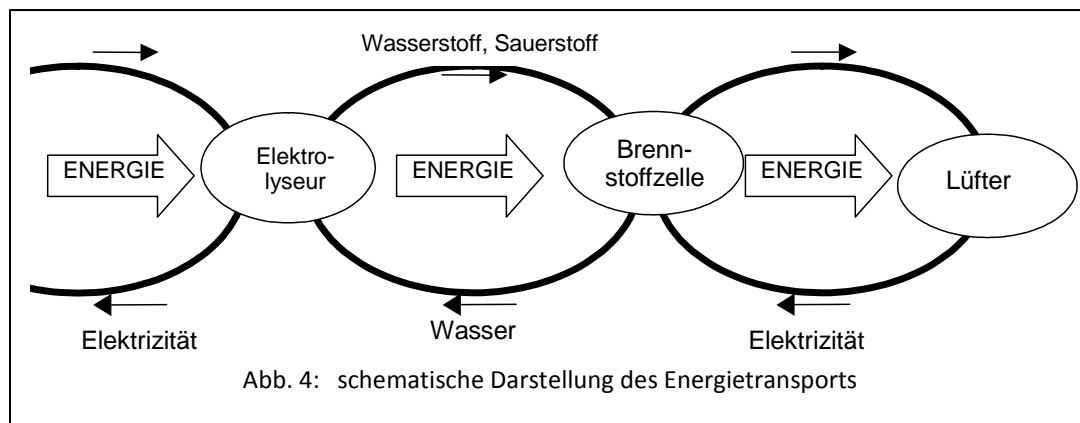 Wasserstoff, Sauerstoff
ENERGIE
Elektro-
lyseur
ENERGIE
Brenn-
stoffzelle
ENERGIE
Lüfter
Elektrizität
Wasser
Elektrizität
Abb. 4: schematische Darstellung des Energietransports